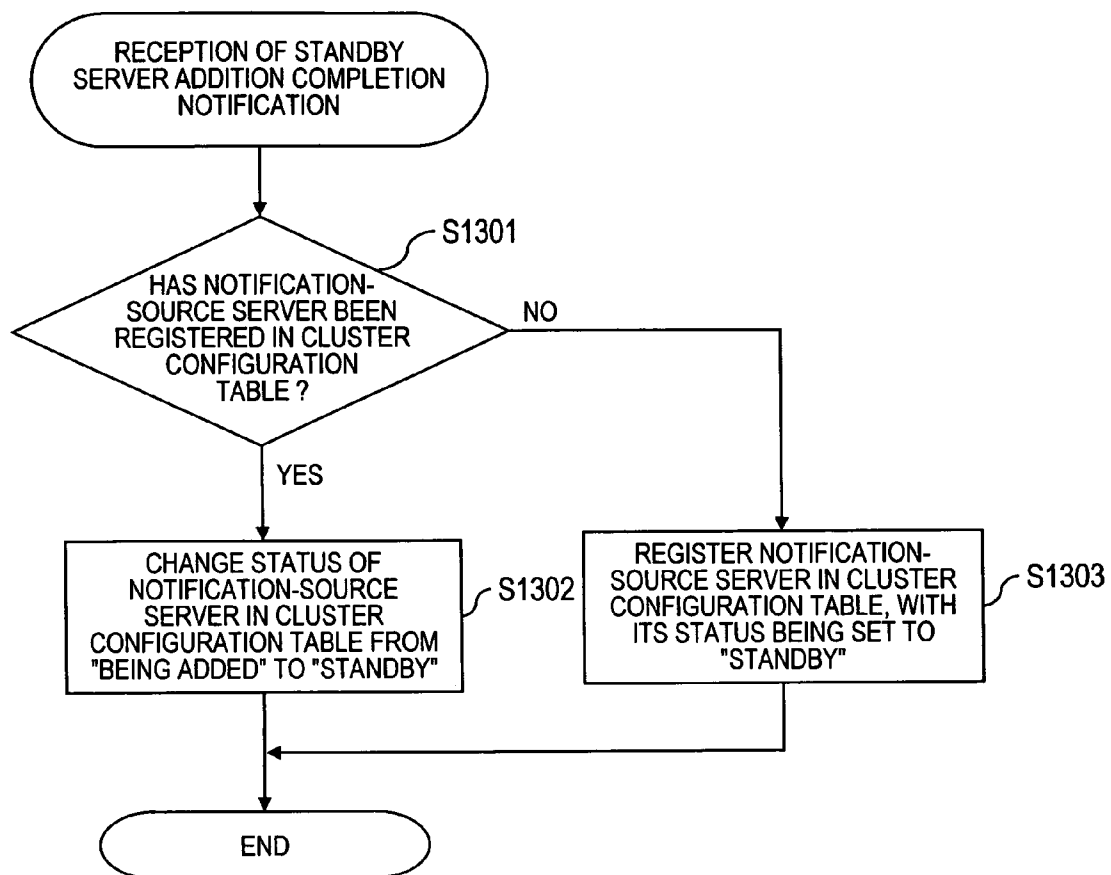 RECEPTION OF STANDBY
SERVER ADDITION COMPLETION
NOTIFICATION
S1301
HAS NOTIFICATION-
SOURCE SERVER BEEN
REGISTERED IN CLUSTER
CONFIGURATION
TABLE ?
NO
YES
CHANGE STATUS OF
NOTIFICATION-SOURCE
SERVER IN CLUSTER
CONFIGURATION TABLE FROM
"BEING ADDED" TO "STANDBY"
S1302
REGISTER NOTIFICATION-
SOURCE SERVER IN CLUSTER
CONFIGURATION TABLE, WITH
ITS STATUS BEING SET TO
"STANDBY"
S1303
END